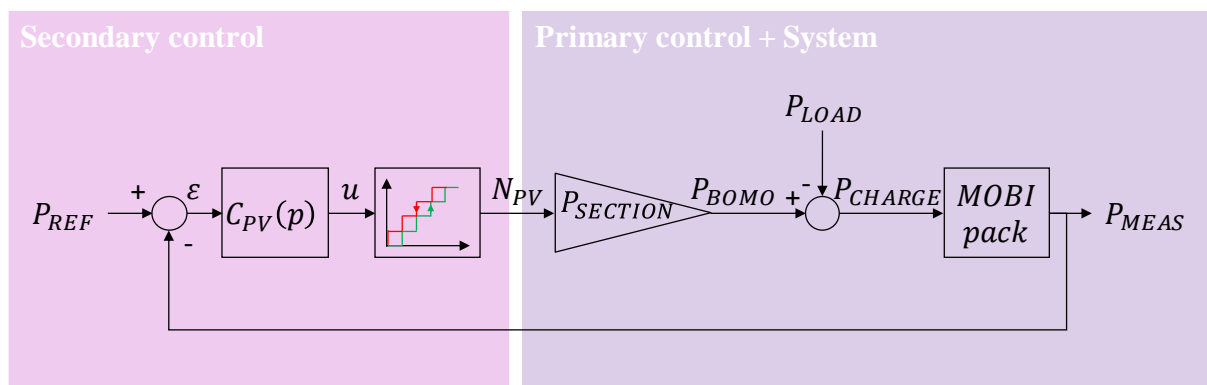 Secondary control
Primary control + System
P_LOAD
P_REF
+
-
ε
C_PV(p)
u
N_PV
P_SECTION
P_BOMO
+
-
P_CHARGE
MOBI
pack
P_MEAS